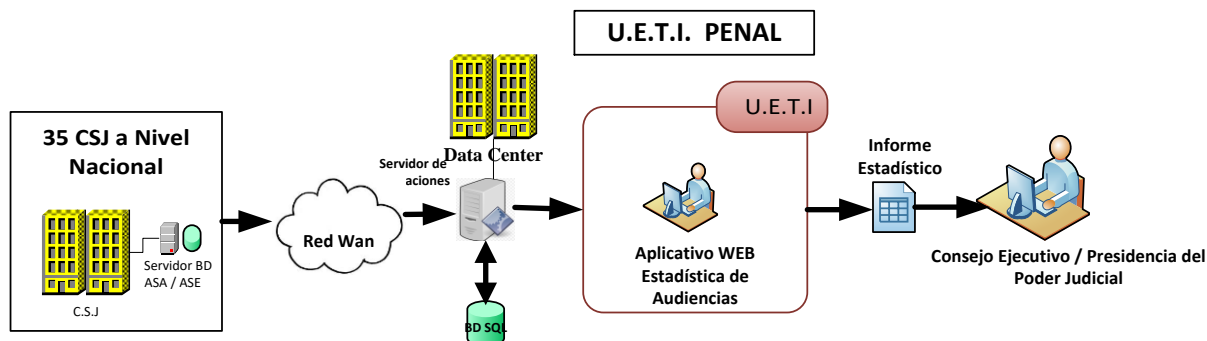 U.E.T.I. PENAL
35 CSJ a Nivel
Nacional
Servidor BD
ASA / ASE
C.S.J
Red Wan
Data Center
Servidor de
aciones
BD SQL
U.E.T.I
Aplicativo WEB
Estadística de
Audiencias
Informe
Estadístico
Consejo Ejecutivo / Presidencia del
Poder Judicial